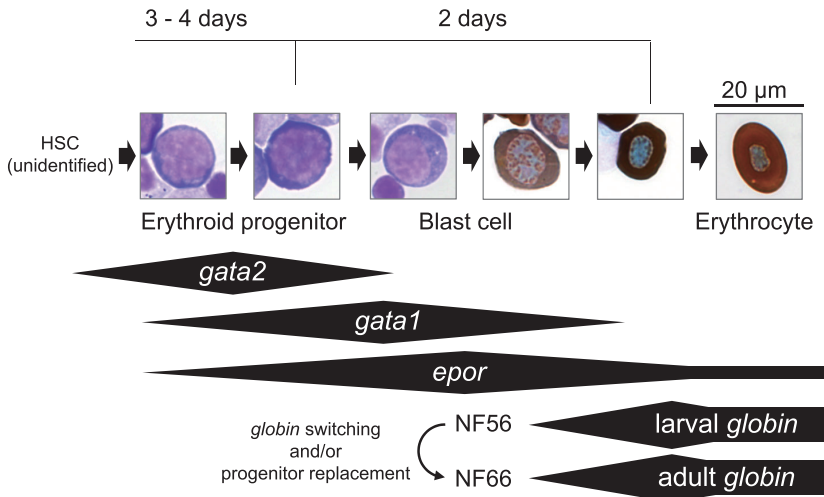 3 - 4 days
2 days
20 µm
HSC
(unidentified)
Erythroid progenitor
Blast cell
Erythrocyte
gata2
gata1
epor
globin switching
and/or
progenitor replacement
NF56
larval globin
NF66
adult globin